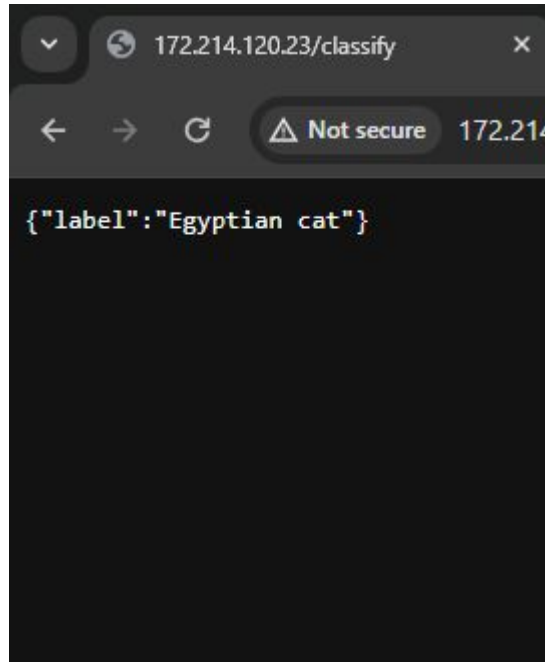 172.214.120.23/classify
Not secure 172.214
{"label":"Egyptian cat"}